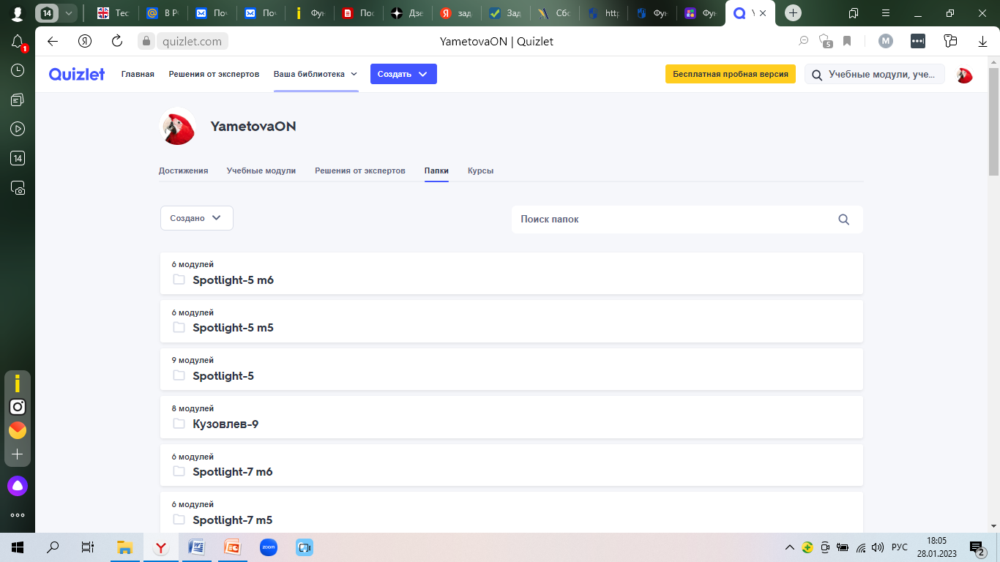 14
Тес
В Р
Поч
Поч
Фун
Пос
Дзе
зад
Зад
Сбо
http
Фун
Фун
1
quizlet.com
YametovaON | Quizlet
5
M
Quizlet
Главная
Решения от экспертов
Ваша библиотека
Создать
Бесплатная пробная версия
Учебные модули, уче...
14
YametovaON
Достижения
Учебные модули
Решения от экспертов
Папки
Курсы
Создано
Поиск папок
6 модулей
Spotlight-5 m6
6 модулей
Spotlight-5 m5
9 модулей
Spotlight-5
8 модулей
Кузовлев-9
6 модулей
Spotlight-7 m6
6 модулей
Spotlight-7 m5
zoom
РУС
18:05
28.01.2023
2